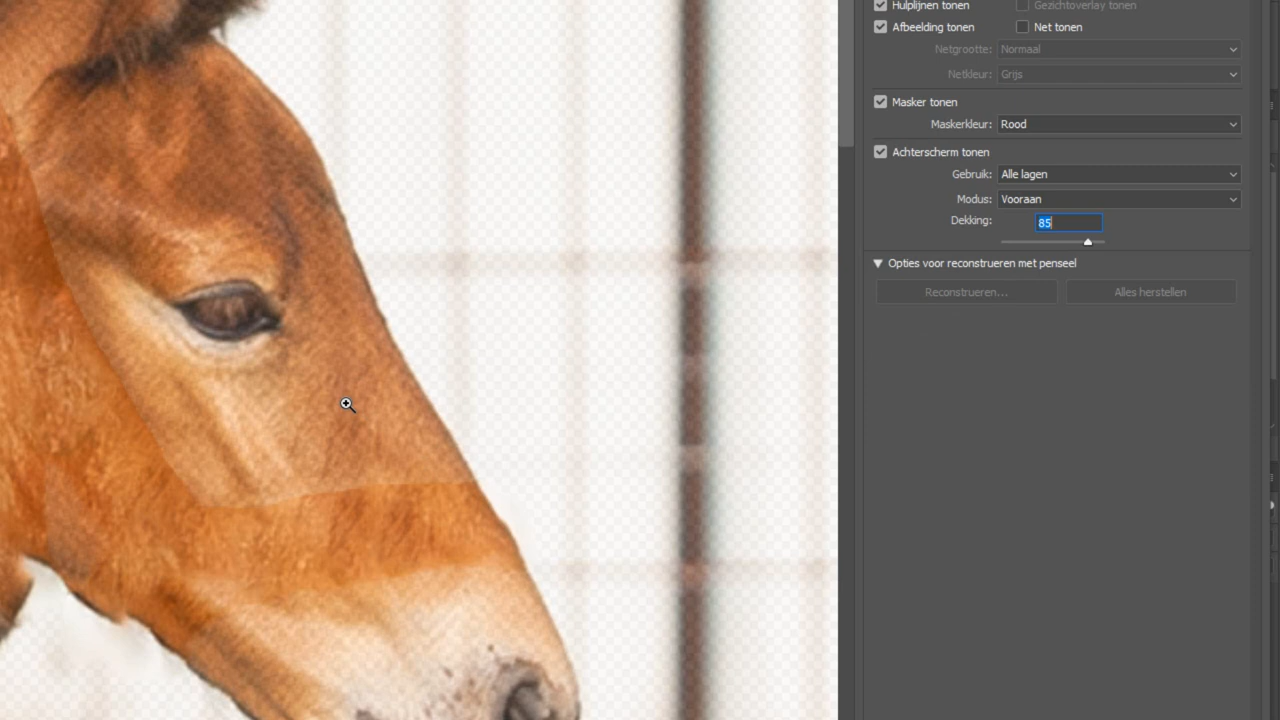 Hulplijnen tonen Gezichtoverlay tonen
Afbeelding tonen Net tonen
Netgrootte: Normaal
Netkleur: Grijs
Masker tonen
Maskerkleur: Rood
Achterscherm tonen
Gebruik: Alle lagen
Modus: Vooraan
Dekking: 85
Opties voor reconstrueren met penseel
Reconstrueren... Alles herstellen